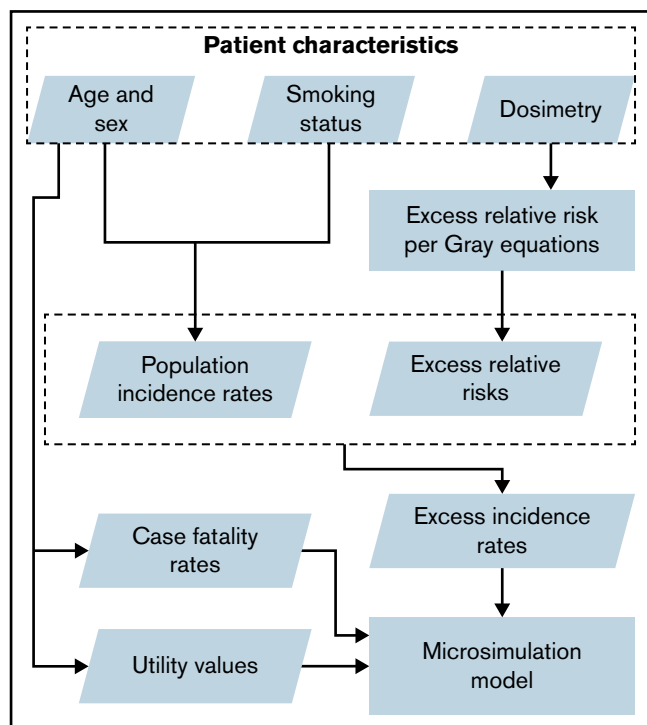 Patient characteristics
Age and
sex
Smoking
status
Dosimetry
Excess relative risk
per Gray equations
Population
incidence rates
Excess relative
risks
Excess incidence
rates
Case fatality
rates
Utility values
Microsimulation
model